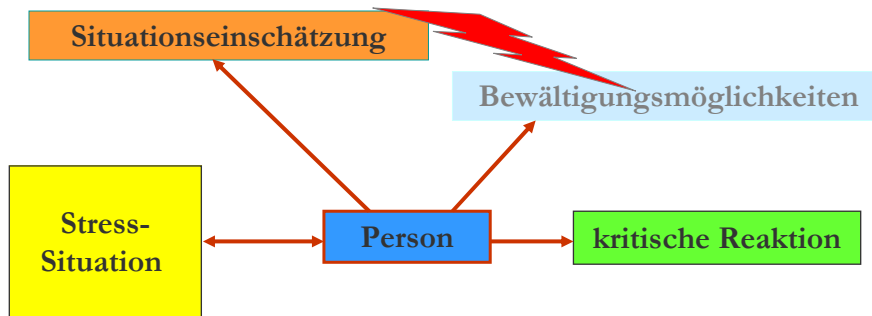 Situationseinschätzung
Bewältigungsmöglichkeiten
Stress-
Situation
Person
kritische Reaktion